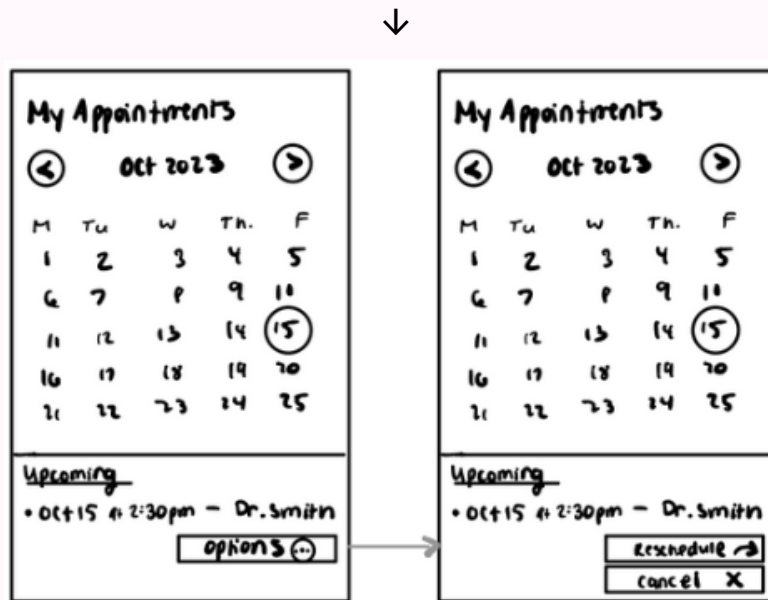 My Appointments
< Oct 2023 >
M Tu W Th. F
1 2 3 4 5
6 7 8 9 10
11 12 13 14 15
16 17 18 19 20
21 22 23 24 25
Upcoming
• Oct 15 at 2:30pm – Dr. Smith
options
My Appointments
< Oct 2023 >
M Tu W Th. F
1 2 3 4 5
6 7 8 9 10
11 12 13 14 15
16 17 18 19 20
21 22 23 24 25
Upcoming
• Oct 15 at 2:30pm – Dr. Smith
Reschedule
cancel X